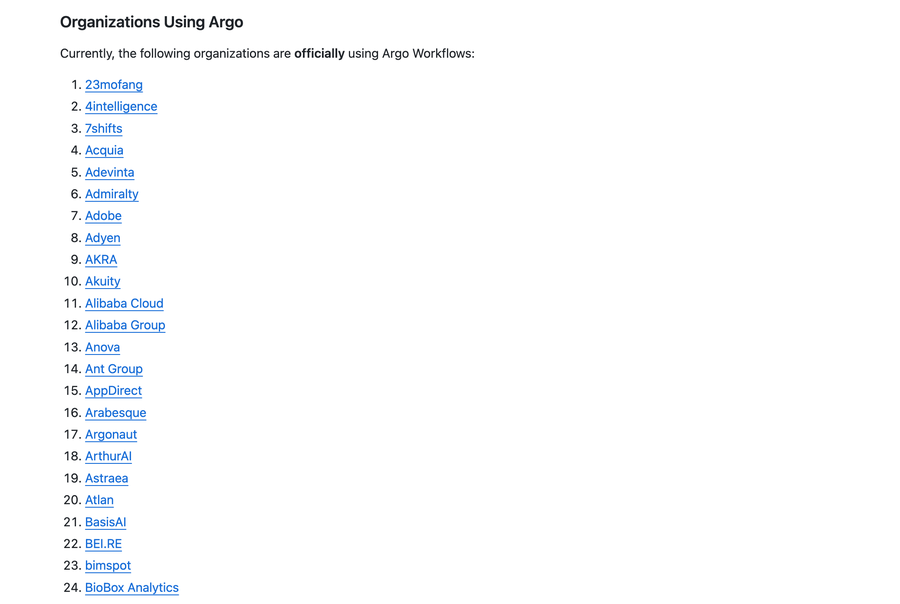 Organizations Using Argo
Currently, the following organizations are officially using Argo Workflows:
1. 23mofang
2. 4intelligence
3. 7shifts
4. Acquia
5. Adevinta
6. Admiralty
7. Adobe
8. Adyen
9. AKRA
10. Akuity
11. Alibaba Cloud
12. Alibaba Group
13. Anova
14. Ant Group
15. AppDirect
16. Arabesque
17. Argonaut
18. ArthurAI
19. Astraea
20. Atlan
21. BasisAI
22. BEI.RE
23. bimspot
24. BioBox Analytics